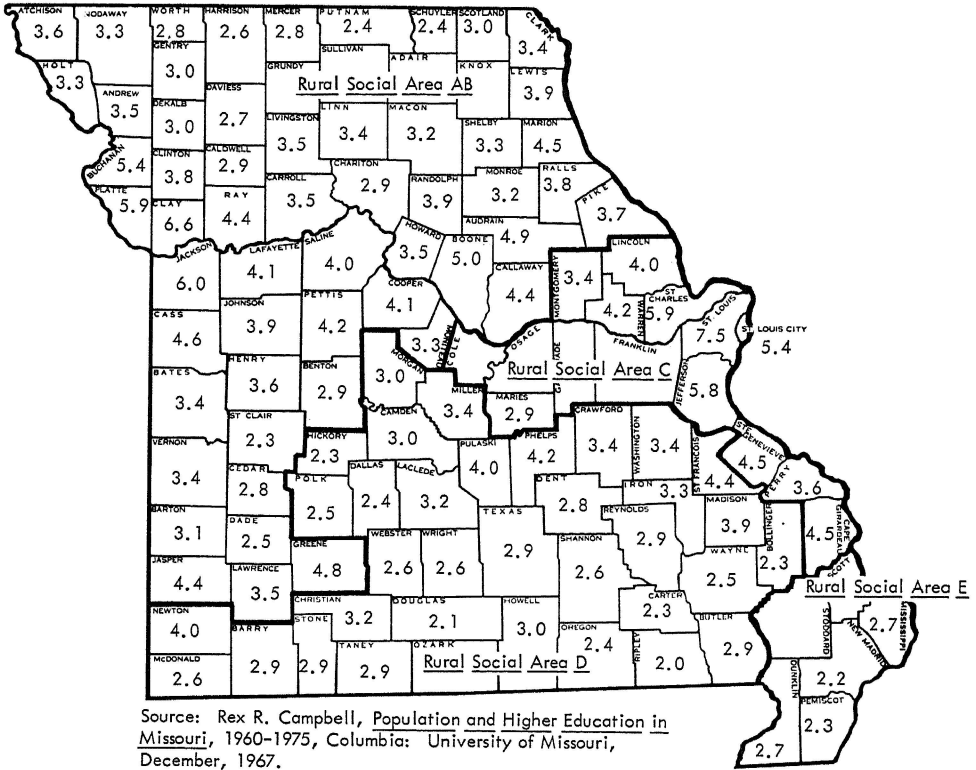 ATCHISON NODAWAY WORTH HARRISON MERCER PUTNAM SCHUYLER SCOTLAND CLARK
3.6 3.3 2.8 2.6 2.8 2.4 2.4 3.0 3.4
GENTRY SULLIVAN ADAIR
HOLT 3.0 GRUNDY KNOX LEWIS
3.3 Rural Social Area AB 3.9
ANDREW DAVIESS
3.5 DEKALB 2.7 LINN MACON
3.0 LIVINGSTON 3.4 3.2 SHELBY MARION
3.5 3.3 4.5
BUCHANAN CLINTON CALDWELL CHARITON
5.4 3.8 2.9 2.9 RANDOLPH MONROE RALLS
PLATTE CARROLL 3.9 3.2 3.8 PIKE
5.9 CLAY RAY 3.5 3.7
6.6 4.4 AUDRAIN
HOWARD BOONE 4.9
JACKSON LAFAYETTE SALINE 3.5 5.0 LINCOLN
6.0 4.1 4.0 CALLAWAY MONTGOMERY 3.4 4.0
COOPER 4.4 WARREN ST CHARLES
JOHNSON PETTIS 4.1 4.2 5.9 ST LOUIS
CASS 3.9 4.2 7.5 ST LOUIS CITY
4.6 MONITEAU COLE OSAGE FRANKLIN 5.4
3.3
HENRY BENTON MORGAN Rural Social Area C
BATES 3.6 2.9 3.0 MILLER JEFFERSON 5.8
3.4 3.4 MARIES
ST CLAIR CAMDEN 2.9 CRAWFORD WASHINGTON STE GENEVIEVE
2.3 HICKORY 3.0 PULASKI PHELPS 3.4 3.4 ST FRANCOIS 4.5 PERRY
VERNON 2.3 4.0 4.2 4.4 3.6
3.4 CEDAR POLK DALLAS LACLEDE DENT IRON 3.3
2.8 2.5 2.4 3.2 2.8 MADISON BOLLINGER CAPE GIRARDEAU
BARTON DADE TEXAS REYNOLDS 3.9 2.3 4.5
3.1 2.5 GREENE WEBSTER WRIGHT 2.9 SHANNON 2.9 WAYNE
JASPER LAWRENCE 4.8 2.6 2.6 2.6 2.5 SCOTT
4.4 3.5 Rural Social Area E
NEWTON CHRISTIAN DOUGLAS HOWELL CARTER
4.0 BARRY STONE 3.2 2.1 3.0 2.3 BUTLER STODDARD 2.7 MISSISSIPPI
MCDONALD TANEY OZARK OREGON RIPLEY NEW MADRID
2.6 2.9 2.9 2.9 Rural Social Area D 2.4 2.0 2.9 2.2
DUNKLIN PEMISCOT
2.3
2.7
Source: Rex R. Campbell, Population and Higher Education in
Missouri, 1960-1975, Columbia: University of Missouri,
December, 1967.